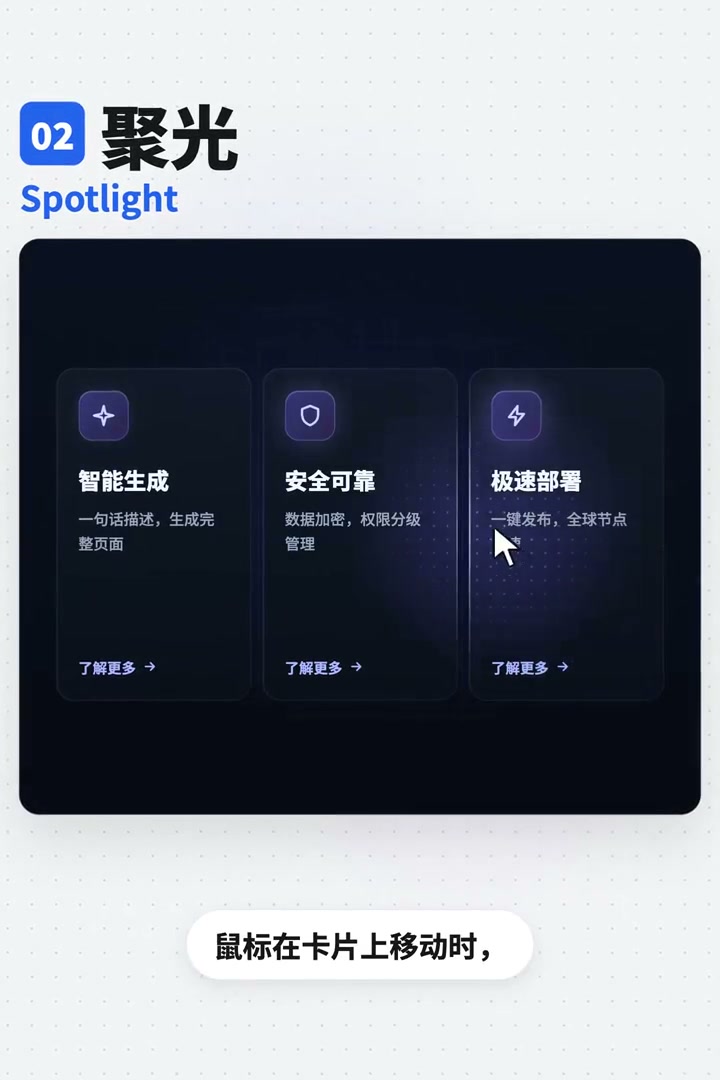 02
聚光
Spotlight
智能生成
一句话描述，生成完
整页面
了解更多 →
安全可靠
数据加密，权限分级
管理
了解更多 →
极速部署
一键发布，全球节点
了解更多 →
鼠标在卡片上移动时，